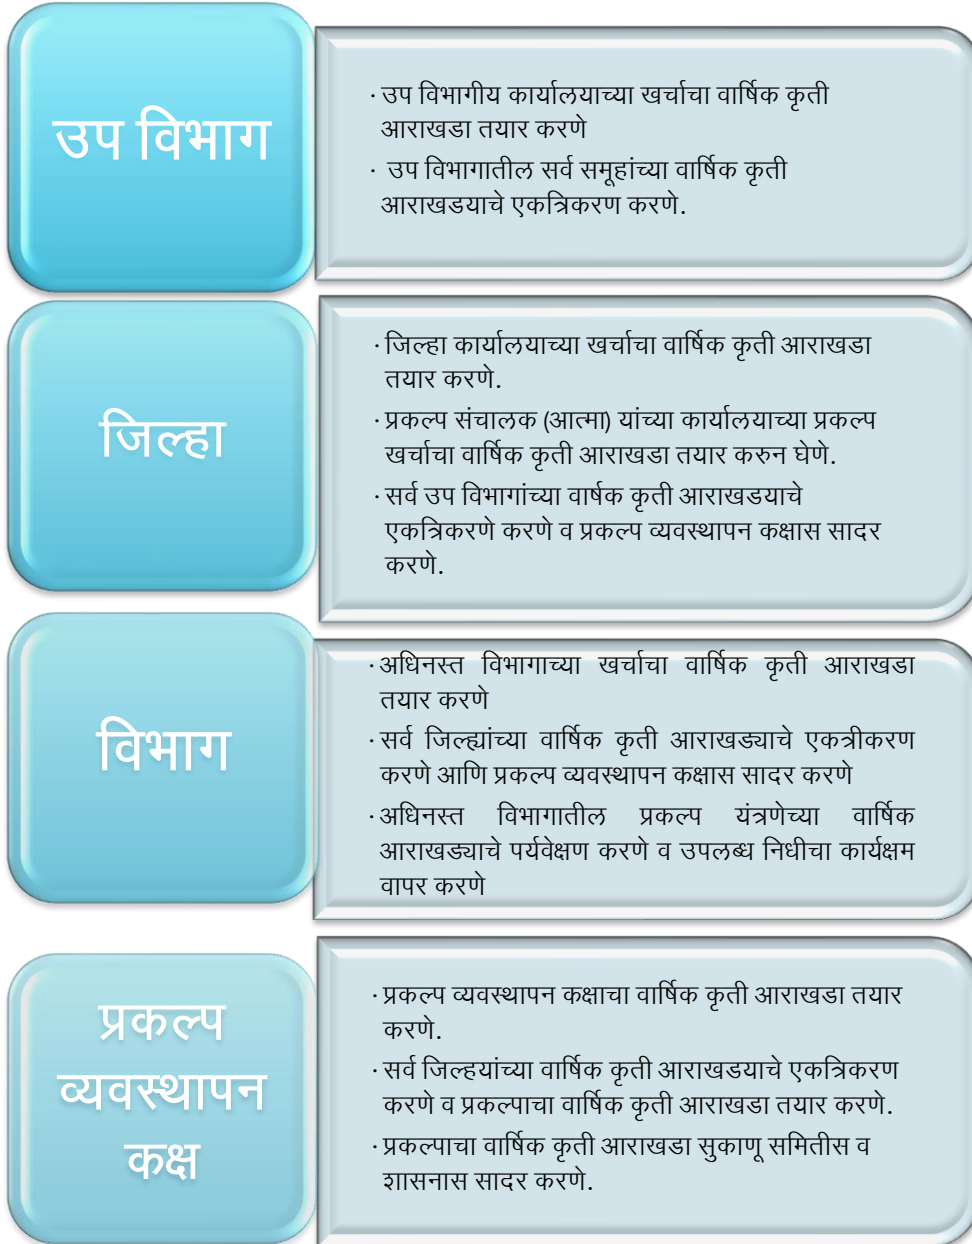 उप विभाग
· उप विभागीय कार्यालयाच्या खर्चाचा वार्षिक कृती
आराखडा तयार करणे
· उप विभागातील सर्व समूहांच्या वार्षिक कृती
आराखडयाचे एकत्रिकरण करणे.
जिल्हा
· जिल्हा कार्यालयाच्या खर्चाचा वार्षिक कृती आराखडा
तयार करणे.
· प्रकल्प संचालक (आत्मा) यांच्या कार्यालयाच्या प्रकल्प
खर्चाचा वार्षिक कृती आराखडा तयार करुन घेणे.
· सर्व उप विभागांच्या वार्षक कृती आराखडयाचे
एकत्रिकरणे करणे व प्रकल्प व्यवस्थापन कक्षास सादर
करणे.
विभाग
· अधिनस्त विभागाच्या खर्चाचा वार्षिक कृती आराखडा
तयार करणे
· सर्व जिल्ह्यांच्या वार्षिक कृती आराखड्याचे एकत्रीकरण
करणे आणि प्रकल्प व्यवस्थापन कक्षास सादर करणे
· अधिनस्त विभागातील प्रकल्प यंत्रणेच्या वार्षिक
आराखड्याचे पर्यवेक्षण करणे व उपलब्ध निधीचा कार्यक्षम
वापर करणे
प्रकल्प
व्यवस्थापन
कक्ष
· प्रकल्प व्यवस्थापन कक्षाचा वार्षिक कृती आराखडा तयार
करणे.
· सर्व जिल्हयांच्या वार्षिक कृती आराखडयाचे एकत्रिकरण
करणे व प्रकल्पाचा वार्षिक कृती आराखडा तयार करणे.
· प्रकल्पाचा वार्षिक कृती आराखडा सुकाणू समितीस व
शासनास सादर करणे.